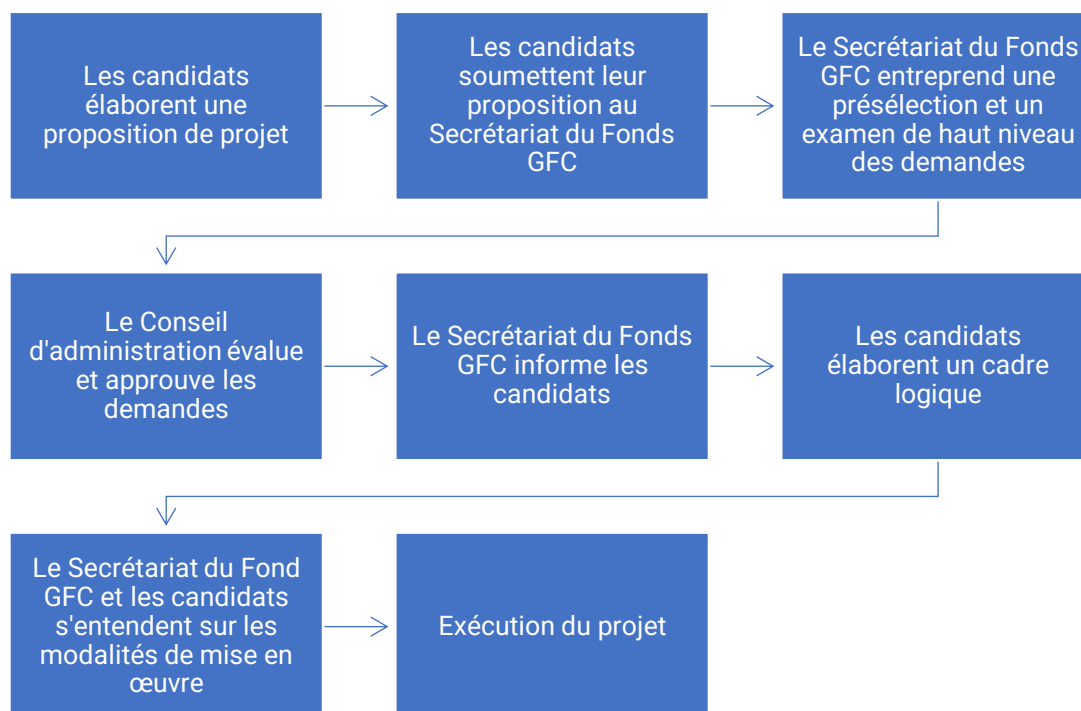 Les candidats
élaborent une
proposition de projet
Les candidats
soumettent leur
proposition au
Secrétariat du Fonds
GFC
Le Secrétariat du Fonds
GFC entreprend une
présélection et un
examen de haut niveau
des demandes
Le Conseil
d'administration évalue
et approuve les
demandes
Le Secrétariat du Fonds
GFC informe les
candidats
Les candidats
élaborent un cadre
logique
Le Secrétariat du Fond
GFC et les candidats
s'entendent sur les
modalités de mise en
œuvre
Exécution du projet